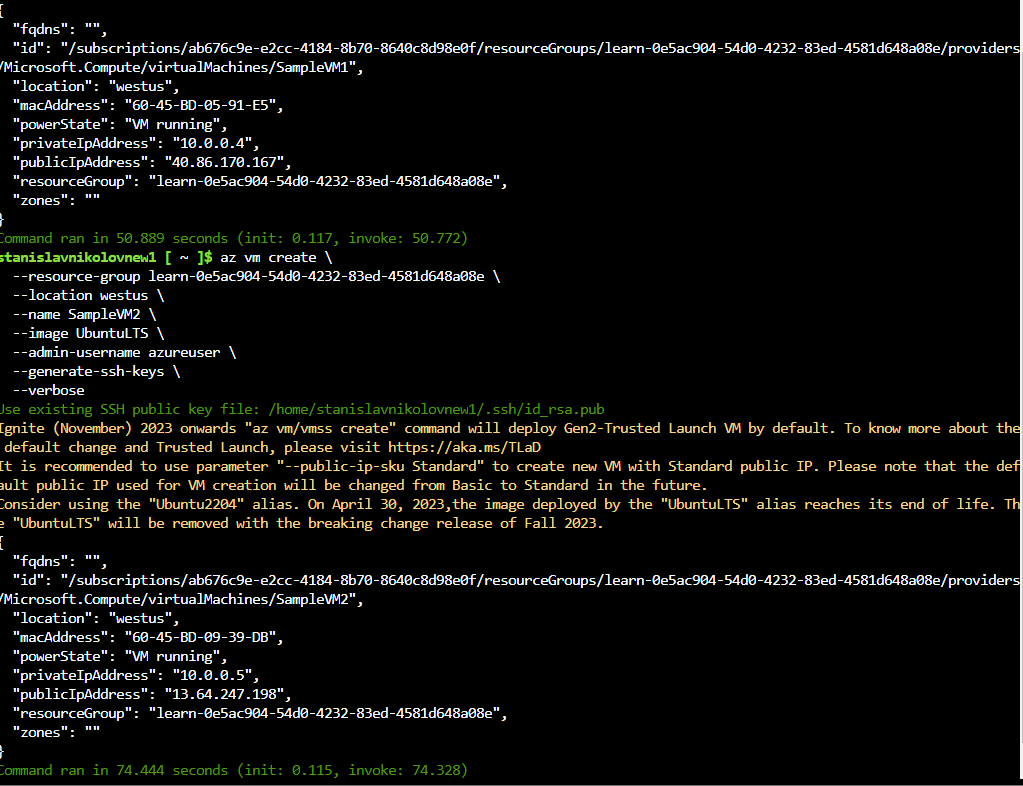 {
  "fqdns": "",
  "id": "/subscriptions/ab676c9e-e2cc-4184-8b70-8640c8d98e0f/resourceGroups/learn-0e5ac904-54d0-4232-83ed-4581d648a08e/providers
/Microsoft.Compute/virtualMachines/SampleVM1",
  "location": "westus",
  "macAddress": "60-45-BD-05-91-E5",
  "powerState": "VM running",
  "privateIpAddress": "10.0.0.4",
  "publicIpAddress": "40.86.170.167",
  "resourceGroup": "learn-0e5ac904-54d0-4232-83ed-4581d648a08e",
  "zones": ""
}
Command ran in 50.889 seconds (init: 0.117, invoke: 50.772)
stanislavnikolovnew1 [ ~ ]$ az vm create \
  --resource-group learn-0e5ac904-54d0-4232-83ed-4581d648a08e \
  --location westus \
  --name SampleVM2 \
  --image UbuntuLTS \
  --admin-username azureuser \
  --generate-ssh-keys \
  --verbose
Use existing SSH public key file: /home/stanislavnikolovnew1/.ssh/id_rsa.pub
Ignite (November) 2023 onwards "az vm/vmss create" command will deploy Gen2-Trusted Launch VM by default. To know more about the
 default change and Trusted Launch, please visit https://aka.ms/TLaD
It is recommended to use parameter "--public-ip-sku Standard" to create new VM with Standard public IP. Please note that the def
ault public IP used for VM creation will be changed from Basic to Standard in the future.
Consider using the "Ubuntu2204" alias. On April 30, 2023,the image deployed by the "UbuntuLTS" alias reaches its end of life. Th
e "UbuntuLTS" will be removed with the breaking change release of Fall 2023.
{
  "fqdns": "",
  "id": "/subscriptions/ab676c9e-e2cc-4184-8b70-8640c8d98e0f/resourceGroups/learn-0e5ac904-54d0-4232-83ed-4581d648a08e/providers
/Microsoft.Compute/virtualMachines/SampleVM2",
  "location": "westus",
  "macAddress": "60-45-BD-09-39-DB",
  "powerState": "VM running",
  "privateIpAddress": "10.0.0.5",
  "publicIpAddress": "13.64.247.198",
  "resourceGroup": "learn-0e5ac904-54d0-4232-83ed-4581d648a08e",
  "zones": ""
}
Command ran in 74.444 seconds (init: 0.115, invoke: 74.328)